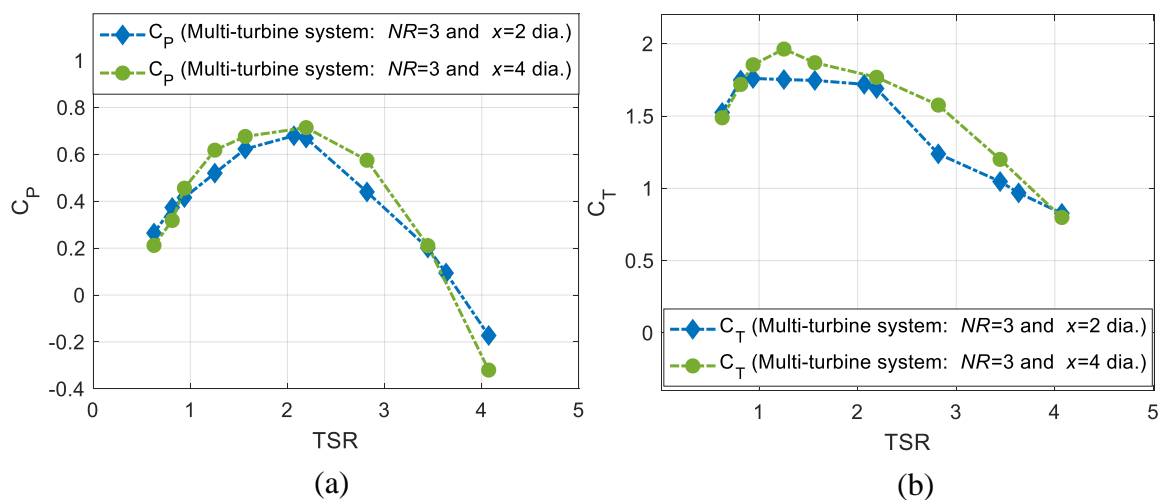 C_P (Multi-turbine system: NR=3 and x=2 dia.)
C_P (Multi-turbine system: NR=3 and x=4 dia.)
1
0.8
0.6
0.4
0.2
0
-0.2
-0.4
C_P
0 1 2 3 4 5
TSR
(a)
2
1.5
1
0.5
0
C_T
C_T (Multi-turbine system: NR=3 and x=2 dia.)
C_T (Multi-turbine system: NR=3 and x=4 dia.)
1 2 3 4 5
TSR
(b)